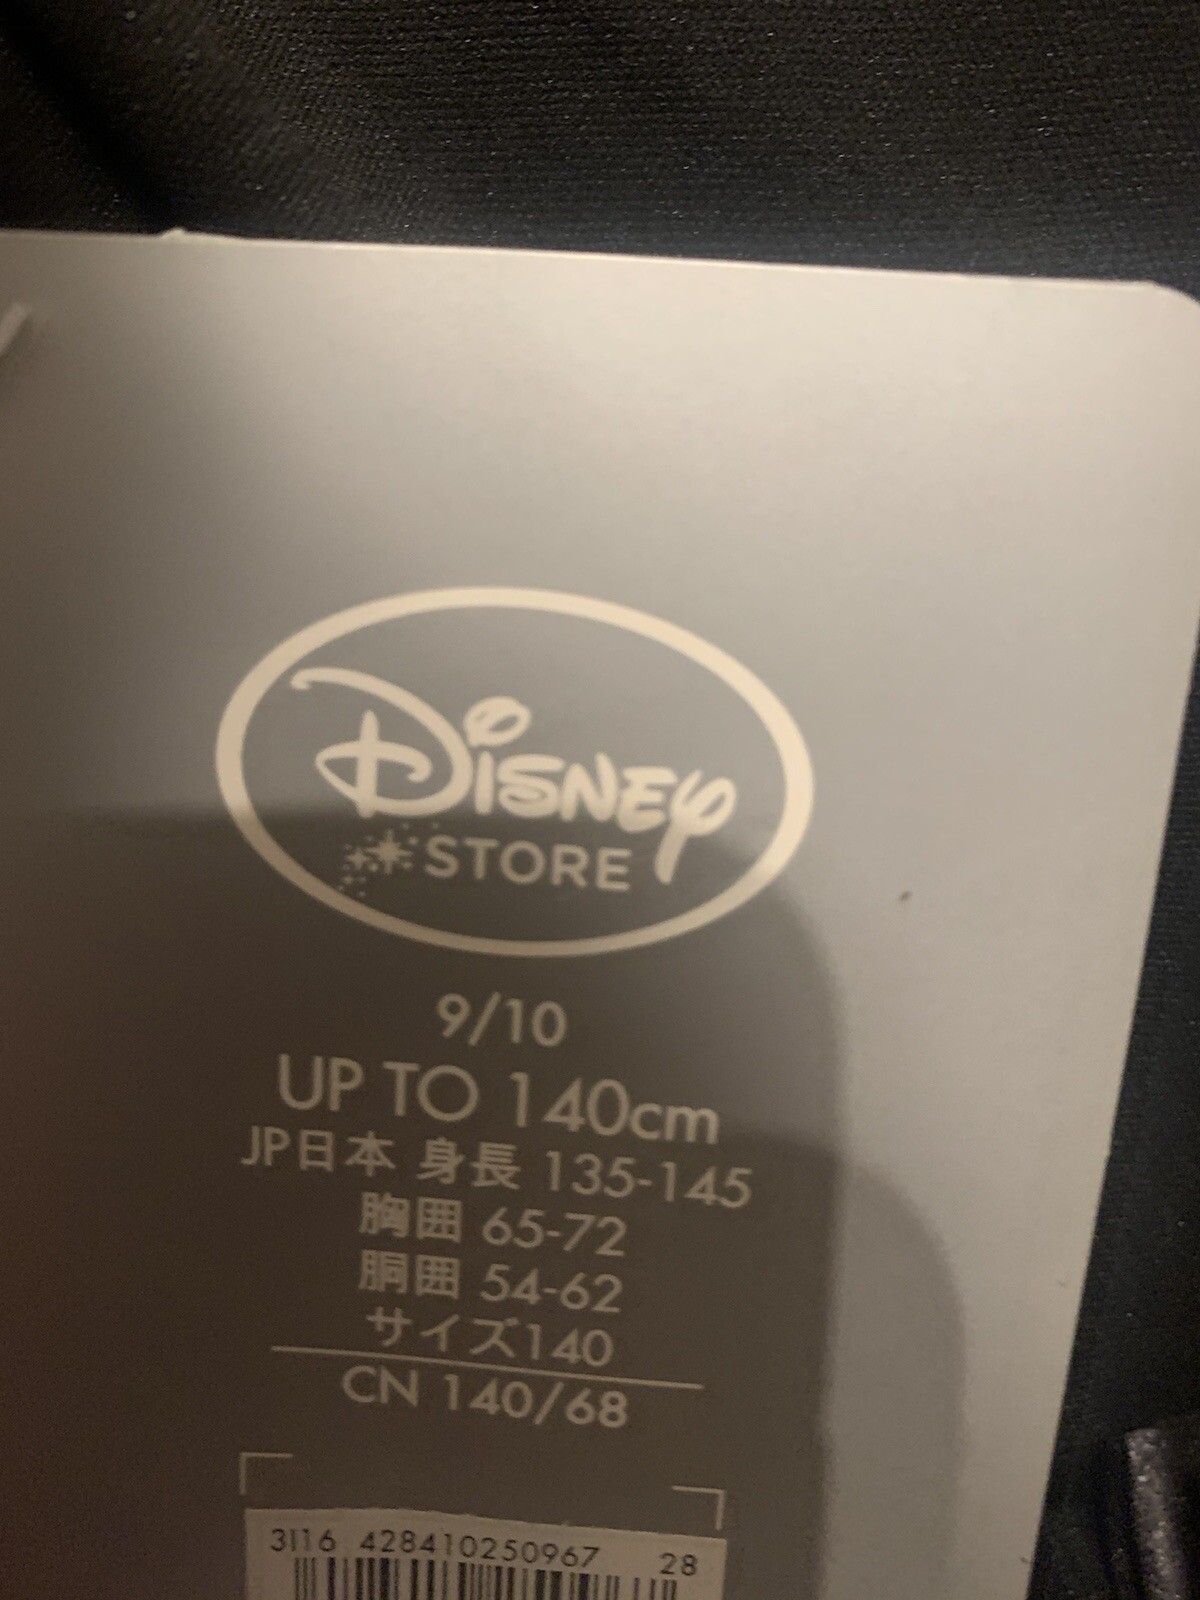 Disney
STORE
9/10
UP TO 140cm
JP日本 身長 135-145
胸囲 65-72
胴囲 54-62
サイズ140
CN 140/68
3I16 428410250967 28